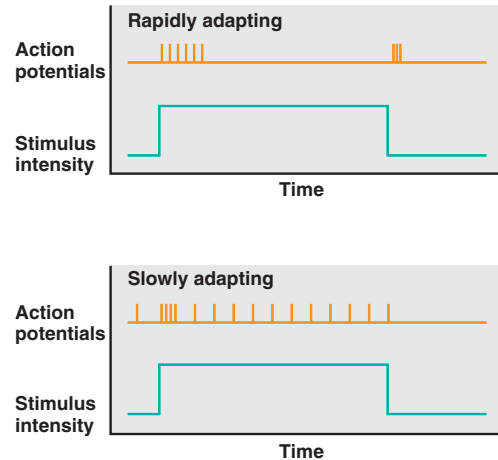 Rapidly adapting
Action
potentials
Stimulus
intensity
Time
Slowly adapting
Action
potentials
Stimulus
intensity
Time